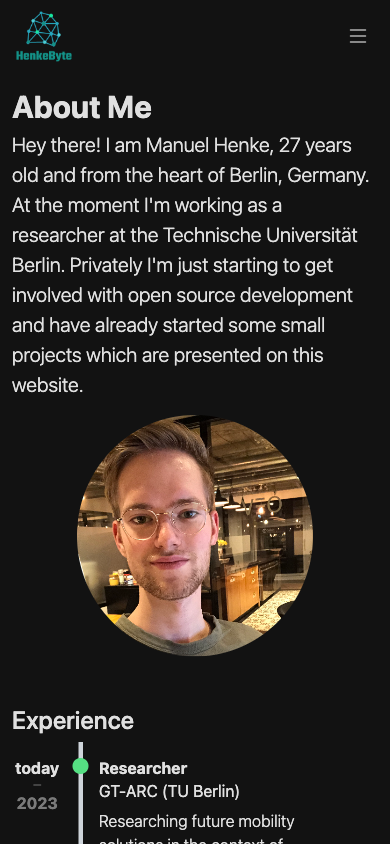 HenkeByte
About Me
Hey there! I am Manuel Henke, 27 years
old and from the heart of Berlin, Germany.
At the moment I'm working as a
researcher at the Technische Universität
Berlin. Privately I'm just starting to get
involved with open source development
and have already started some small
projects which are presented on this
website.
Experience
today
–
2023
Researcher
GT-ARC (TU Berlin)
Researching future mobility
solutions in the context of